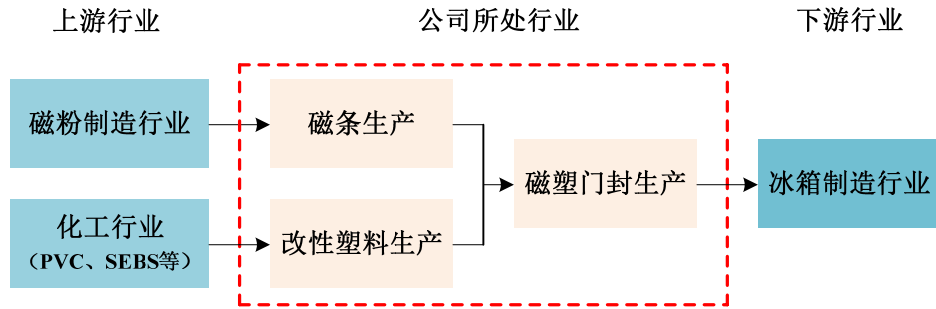 上游行业
公司所处行业
下游行业
磁粉制造行业
磁条生产
磁塑门封生产
冰箱制造行业
化工行业
（PVC、SEBS等）
改性塑料生产